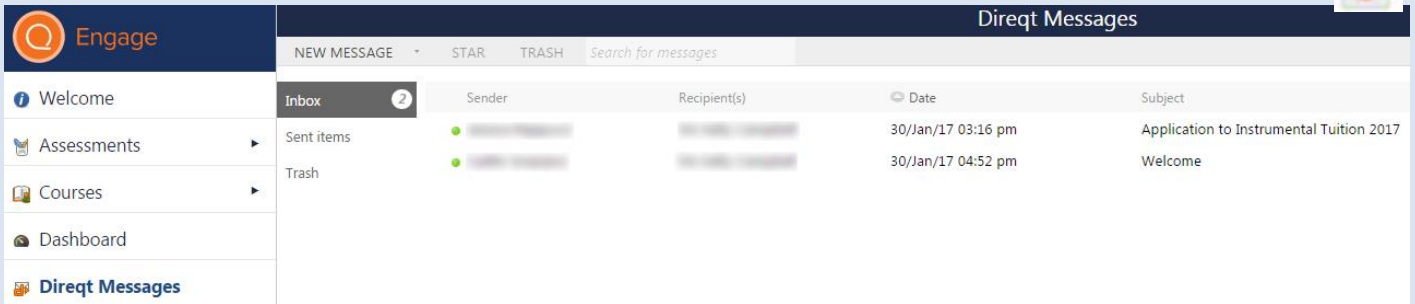 Engage
Direqt Messages
NEW MESSAGE STAR TRASH Search for messages
Welcome
Assessments
Courses
Dashboard
Direqt Messages
Inbox 2
Sent items
Trash
Sender Recipient(s) Date Subject
30/Jan/17 03:16 pm Application to Instrumental Tuition 2017
30/Jan/17 04:52 pm Welcome